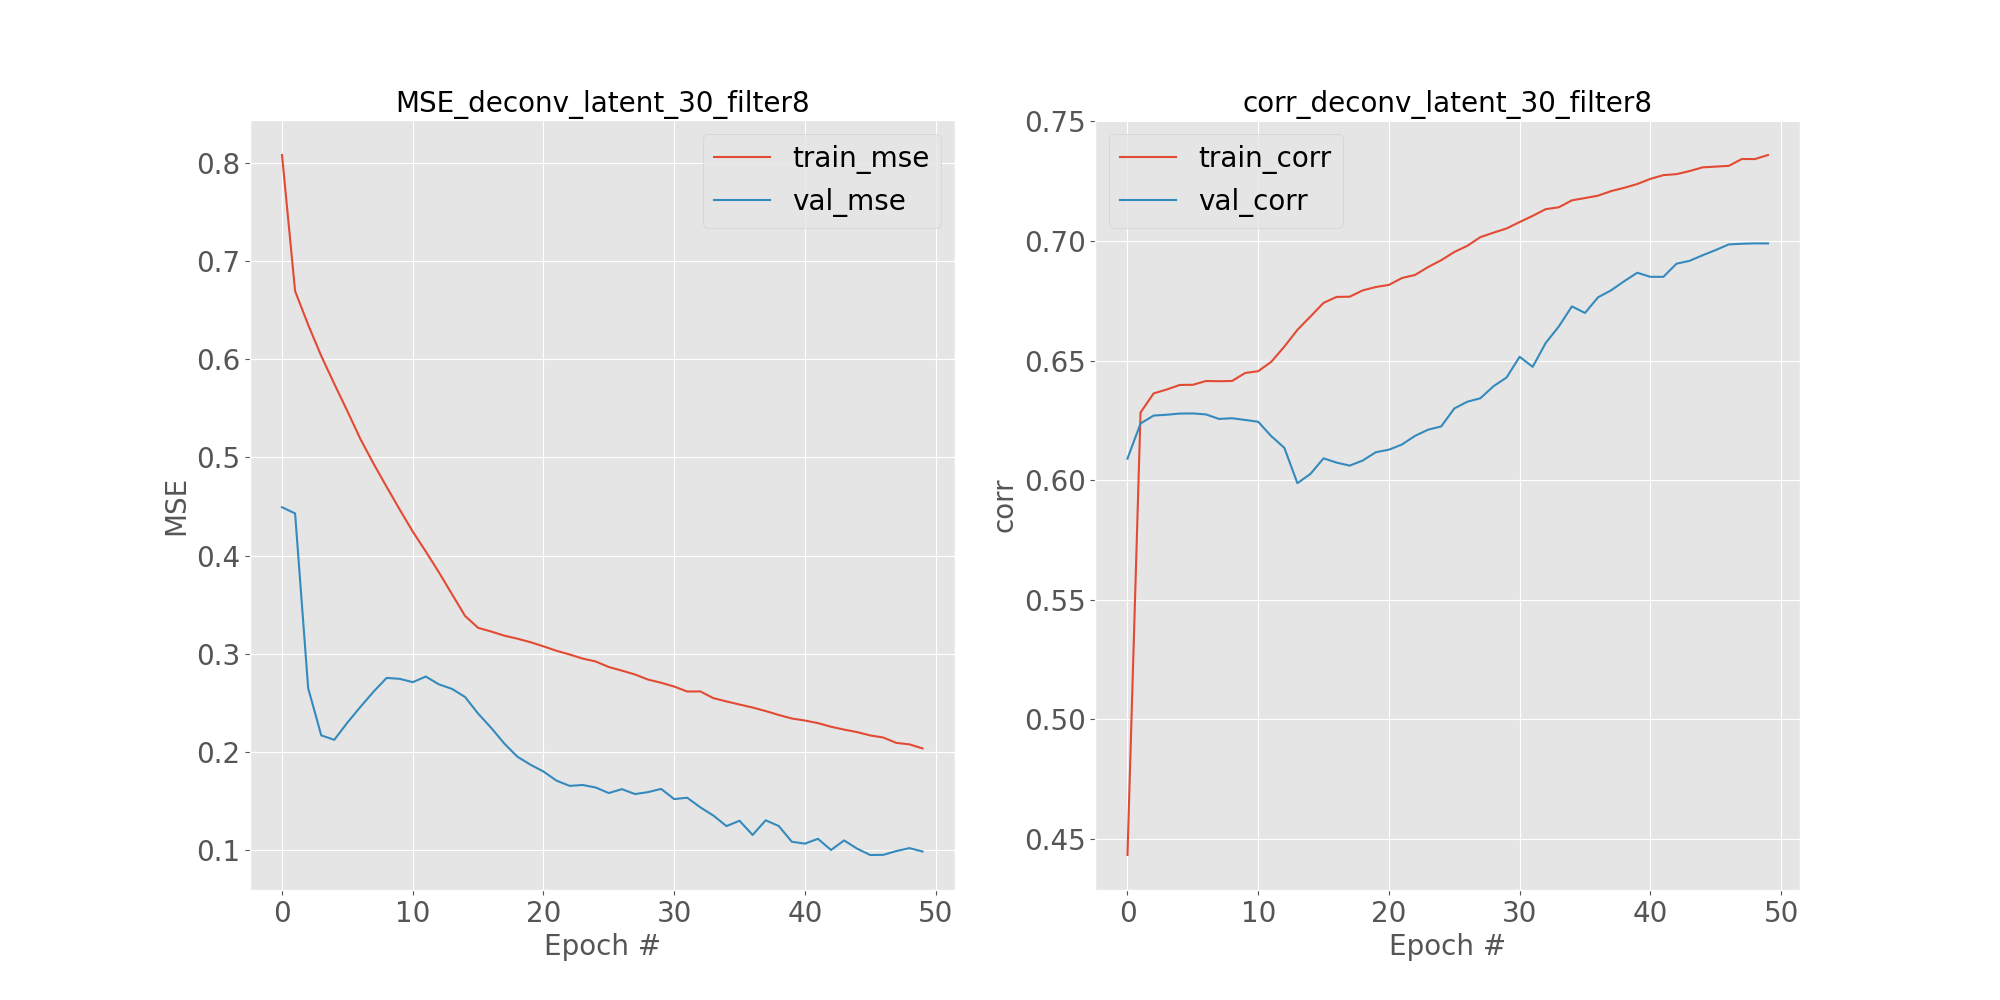 MSE_deconv_latent_30_filter8
train_mse
val_mse
0.8
0.7
0.6
0.5
0.4
0.3
0.2
0.1
MSE
0 10 20 30 40 50
Epoch #
corr_deconv_latent_30_filter8
train_corr
val_corr
0.75
0.70
0.65
0.60
0.55
0.50
0.45
corr
0 10 20 30 40 50
Epoch #